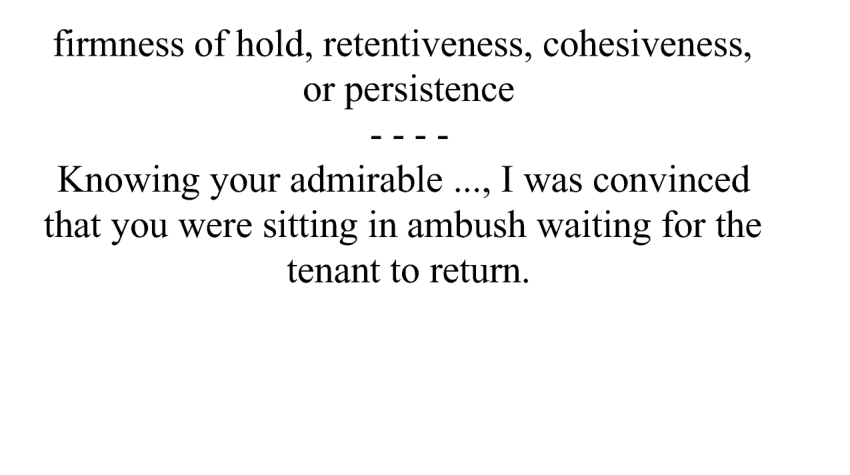 firmness of hold, retentiveness, cohesiveness,
or persistence
- - - -
Knowing your admirable ..., I was convinced
that you were sitting in ambush waiting for the
tenant to return.